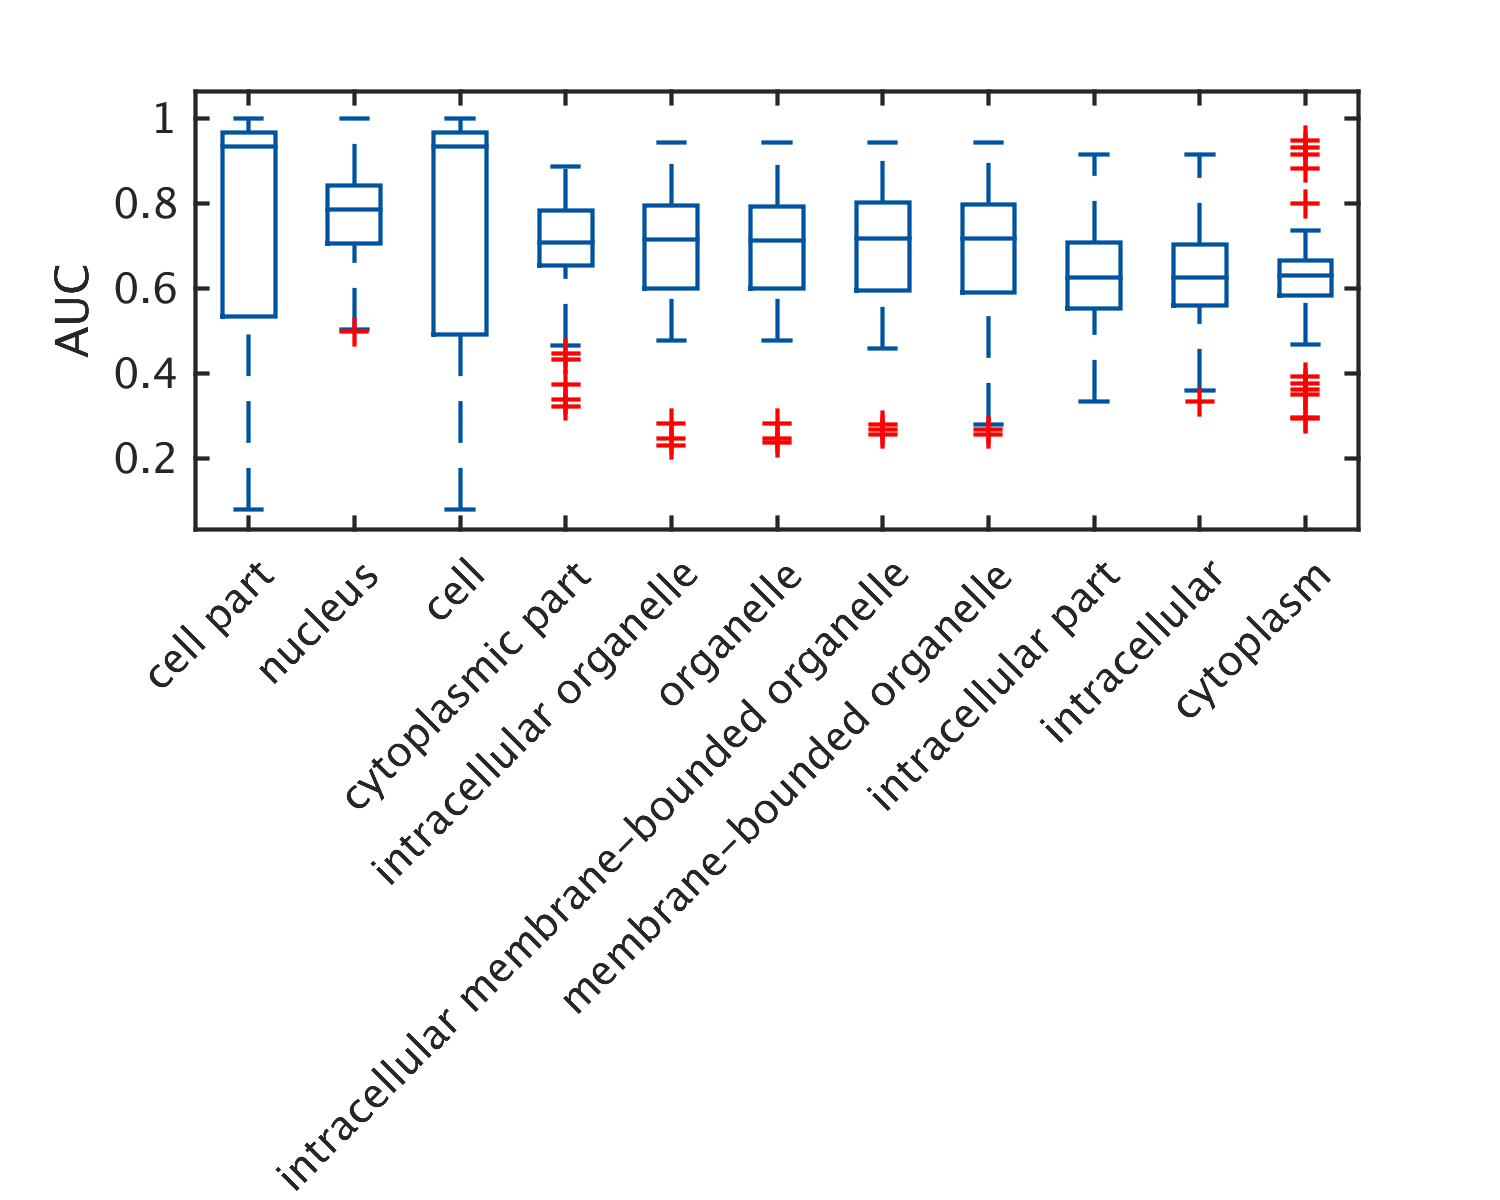 AUC
1
0.8
0.6
0.4
0.2
cell part
nucleus
cell
cytoplasmic part
intracellular organelle
organelle
intracellular membrane−bounded organelle
membrane−bounded organelle
intracellular part
intracellular
cytoplasm